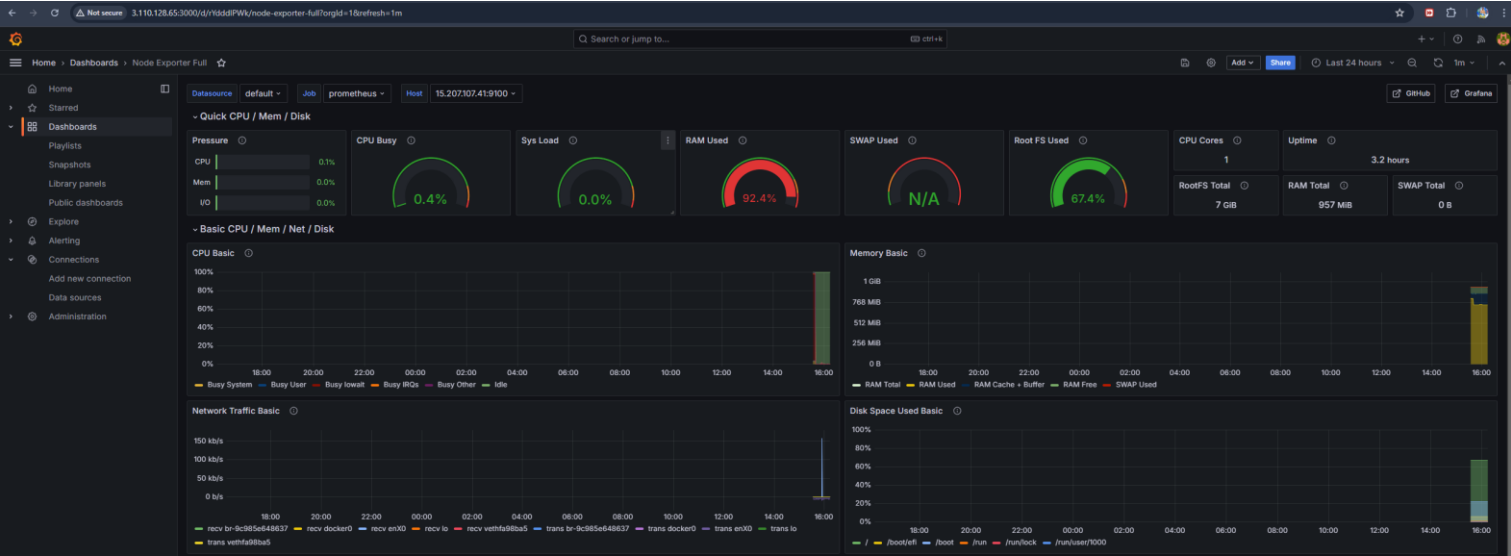 Not secure 3.110.128.65:3000/d/rYdddlPWk/node-exporter-full?orgId=1&refresh=1m
Search or jump to... ctrl+k
Home › Dashboards › Node Exporter Full Add Share Last 24 hours 1m
Home
Starred
Dashboards
Playlists
Snapshots
Library panels
Public dashboards
Explore
Alerting
Connections
Add new connection
Data sources
Administration
Datasource default Job prometheus Host 15.207.107.41:9100 GitHub Grafana
Quick CPU / Mem / Disk
Pressure
CPU 0.1%
Mem 0.0%
I/O 0.0%
CPU Busy
0.4%
Sys Load
0.0%
RAM Used
92.4%
SWAP Used
N/A
Root FS Used
67.4%
CPU Cores
1
Uptime
3.2 hours
RootFS Total
7 GiB
RAM Total
957 MiB
SWAP Total
0 B
Basic CPU / Mem / Net / Disk
CPU Basic
100%
80%
60%
40%
20%
0%
18:00 20:00 22:00 00:00 02:00 04:00 06:00 08:00 10:00 12:00 14:00 16:00
Busy System Busy User Busy Iowait Busy IRQs Busy Other Idle
Memory Basic
1 GiB
768 MiB
512 MiB
256 MiB
0 B
18:00 20:00 22:00 00:00 02:00 04:00 06:00 08:00 10:00 12:00 14:00 16:00
RAM Total RAM Used RAM Cache + Buffer RAM Free SWAP Used
Network Traffic Basic
150 kb/s
100 kb/s
50 kb/s
0 b/s
18:00 20:00 22:00 00:00 02:00 04:00 06:00 08:00 10:00 12:00 14:00 16:00
recv br-9c985e648637 recv docker0 recv enX0 recv lo recv vethfa98ba5 trans br-9c985e648637 trans docker0 trans enX0 trans lo
trans vethfa98ba5
Disk Space Used Basic
100%
80%
60%
40%
20%
0%
18:00 20:00 22:00 00:00 02:00 04:00 06:00 08:00 10:00 12:00 14:00 16:00
/ /boot/efi /boot /run /run/lock /run/user/1000